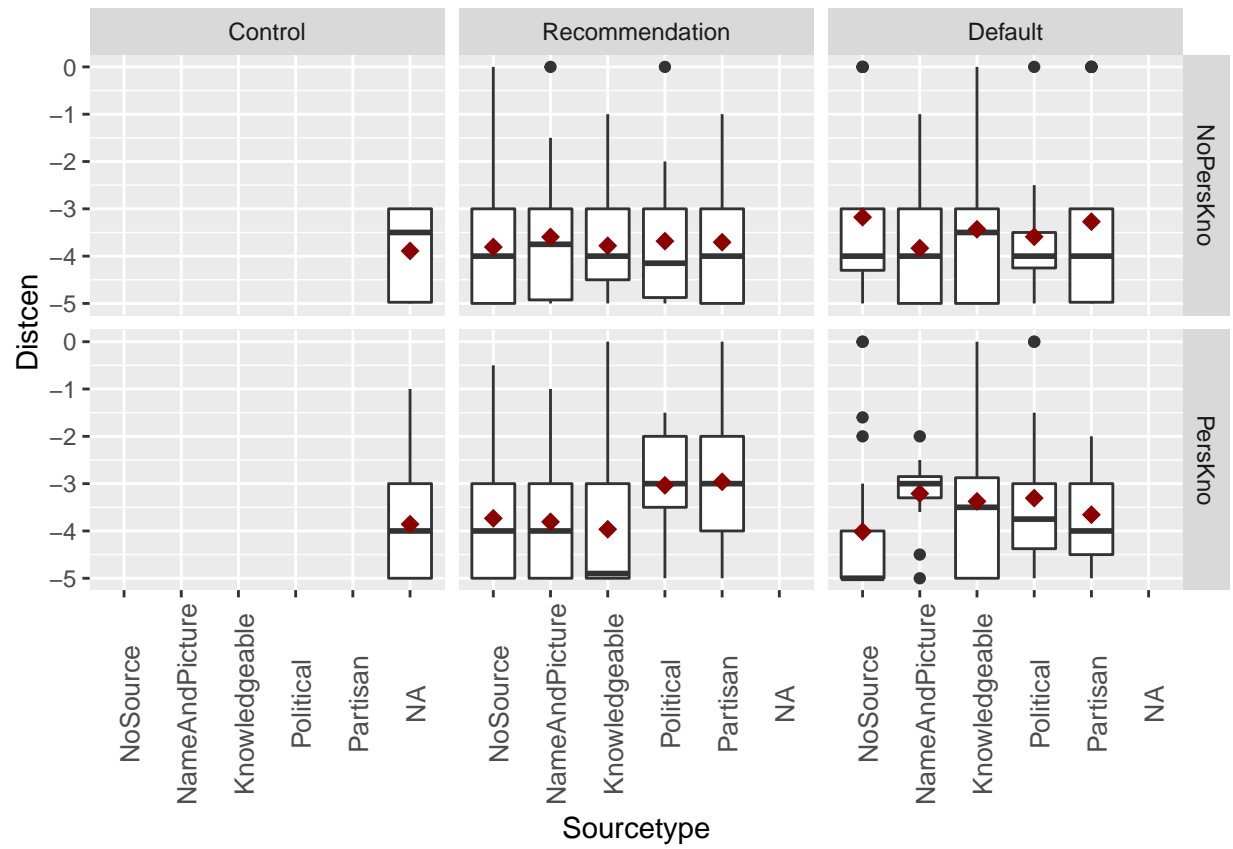 Control Recommendation Default
Distcen
0
−1
−2
−3
−4
−5
NoPersKno
0
−1
−2
−3
−4
−5
PersKno
NoSource NameAndPicture Knowledgeable Political Partisan NA NoSource NameAndPicture Knowledgeable Political Partisan NA NoSource NameAndPicture Knowledgeable Political Partisan NA
Sourcetype